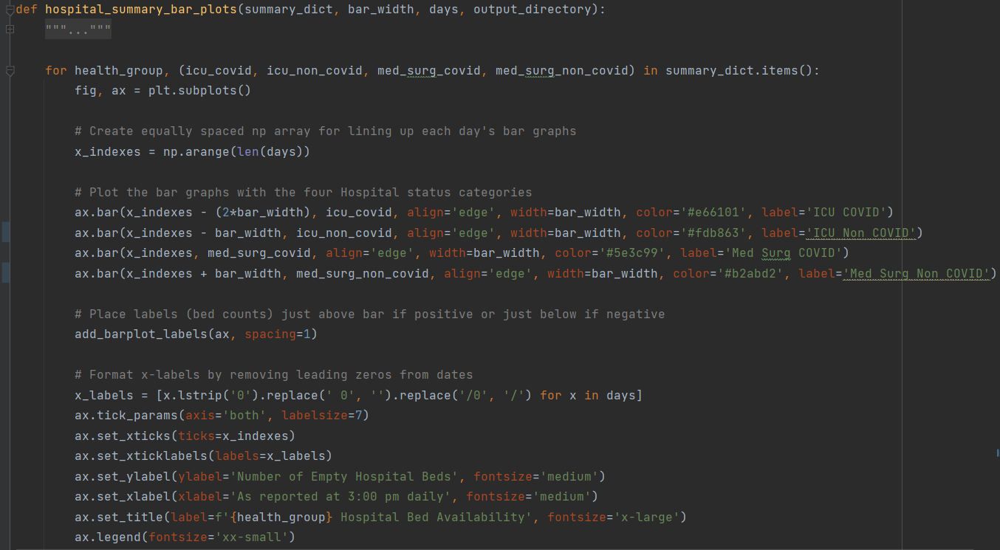 def hospital_summary_bar_plots(summary_dict, bar_width, days, output_directory):
    """..."""
    for health_group, (icu_covid, icu_non_covid, med_surg_covid, med_surg_non_covid) in summary_dict.items():
        fig, ax = plt.subplots()
        # Create equally spaced np array for lining up each day's bar graphs
        x_indexes = np.arange(len(days))
        # Plot the bar graphs with the four Hospital status categories
        ax.bar(x_indexes - (2*bar_width), icu_covid, align='edge', width=bar_width, color='#e66101', label='ICU COVID')
        ax.bar(x_indexes - bar_width, icu_non_covid, align='edge', width=bar_width, color='#fdb863', label='ICU Non COVID')
        ax.bar(x_indexes, med_surg_covid, align='edge', width=bar_width, color='#5e3c99', label='Med Surg COVID')
        ax.bar(x_indexes + bar_width, med_surg_non_covid, align='edge', width=bar_width, color='#b2abd2', label='Med Surg Non COVID')
        # Place labels (bed counts) just above bar if positive or just below if negative
        add_barplot_labels(ax, spacing=1)
        # Format x-labels by removing leading zeros from dates
        x_labels = [x.lstrip('0').replace(' 0', '').replace('/0', '/') for x in days]
        ax.tick_params(axis='both', labelsize=7)
        ax.set_xticks(ticks=x_indexes)
        ax.set_xticklabels(labels=x_labels)
        ax.set_ylabel(ylabel='Number of Empty Hospital Beds', fontsize='medium')
        ax.set_xlabel(xlabel='As reported at 3:00 pm daily', fontsize='medium')
        ax.set_title(label=f'{health_group} Hospital Bed Availability', fontsize='x-large')
        ax.legend(fontsize='xx-small')